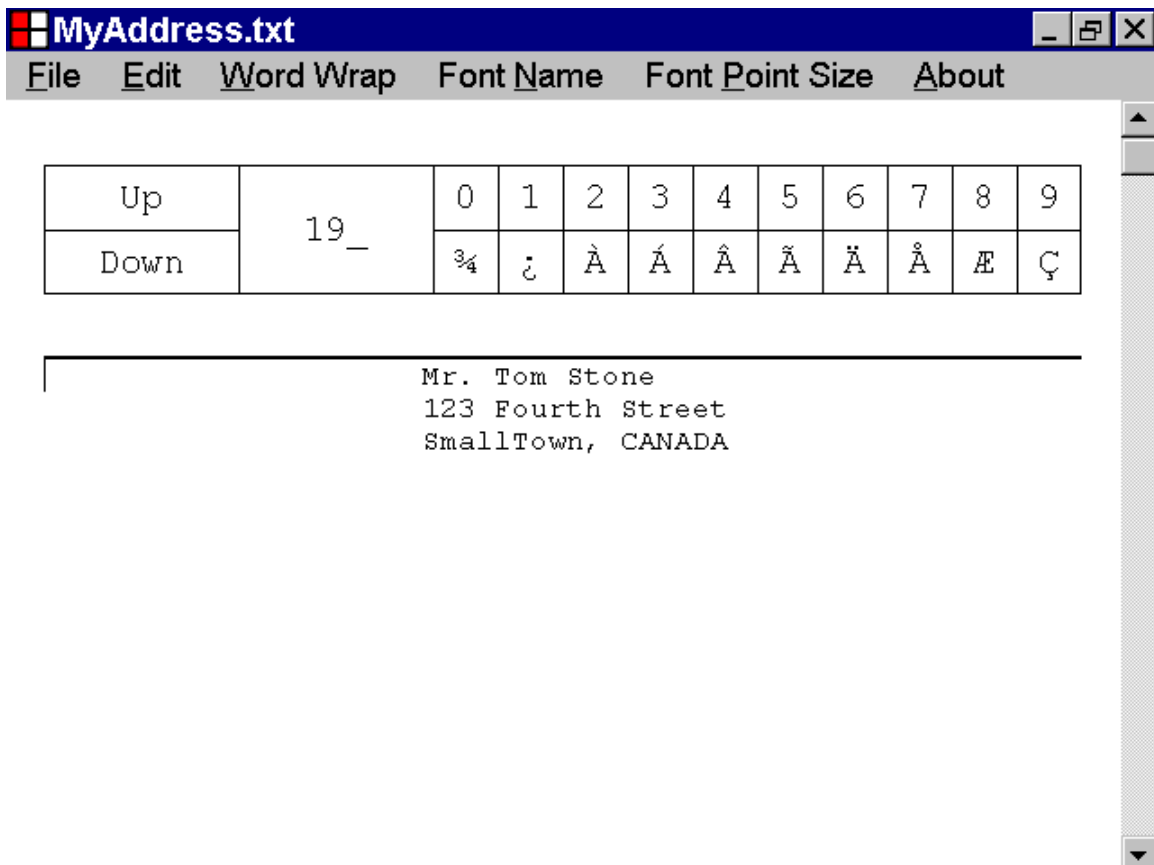 MyAddress.txt
File Edit Word Wrap Font Name Font Point Size About
Up 19_ 0 1 2 3 4 5 6 7 8 9
Down ¾ ¿ À Á Â Ã Ä Å Æ Ç
Mr. Tom Stone
123 Fourth Street
SmallTown, CANADA